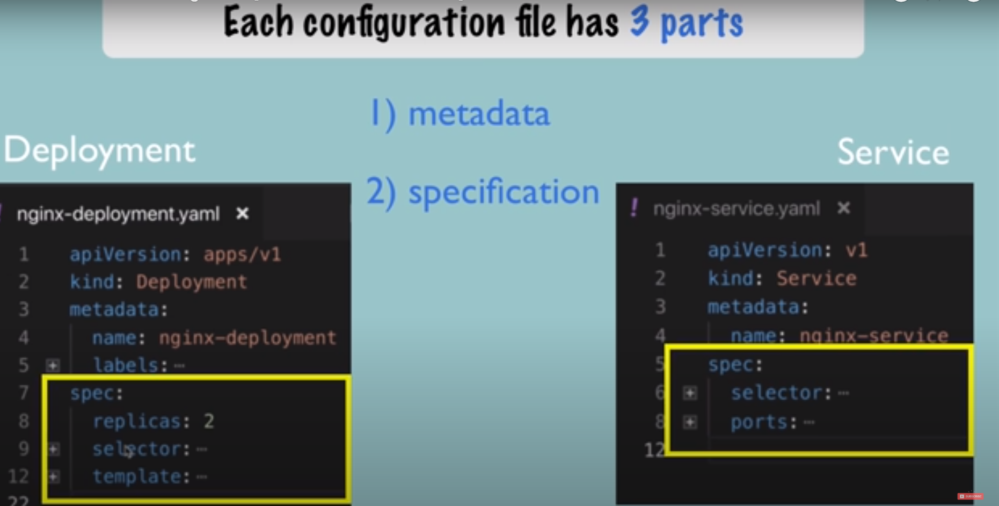 Each configuration file has 3 parts
1) metadata
2) specification
Deployment
nginx-deployment.yaml ×
1 apiVersion: apps/v1
2 kind: Deployment
3 metadata:
4 name: nginx-deployment
5 labels:…
7 spec:
8 replicas: 2
9 selector:…
12 template:…
22
Service
! nginx-service.yaml ×
1 apiVersion: v1
2 kind: Service
3 metadata:
4 name: nginx-service
5 spec:
6 selector:…
8 ports:…
12
SUBSCRIBE